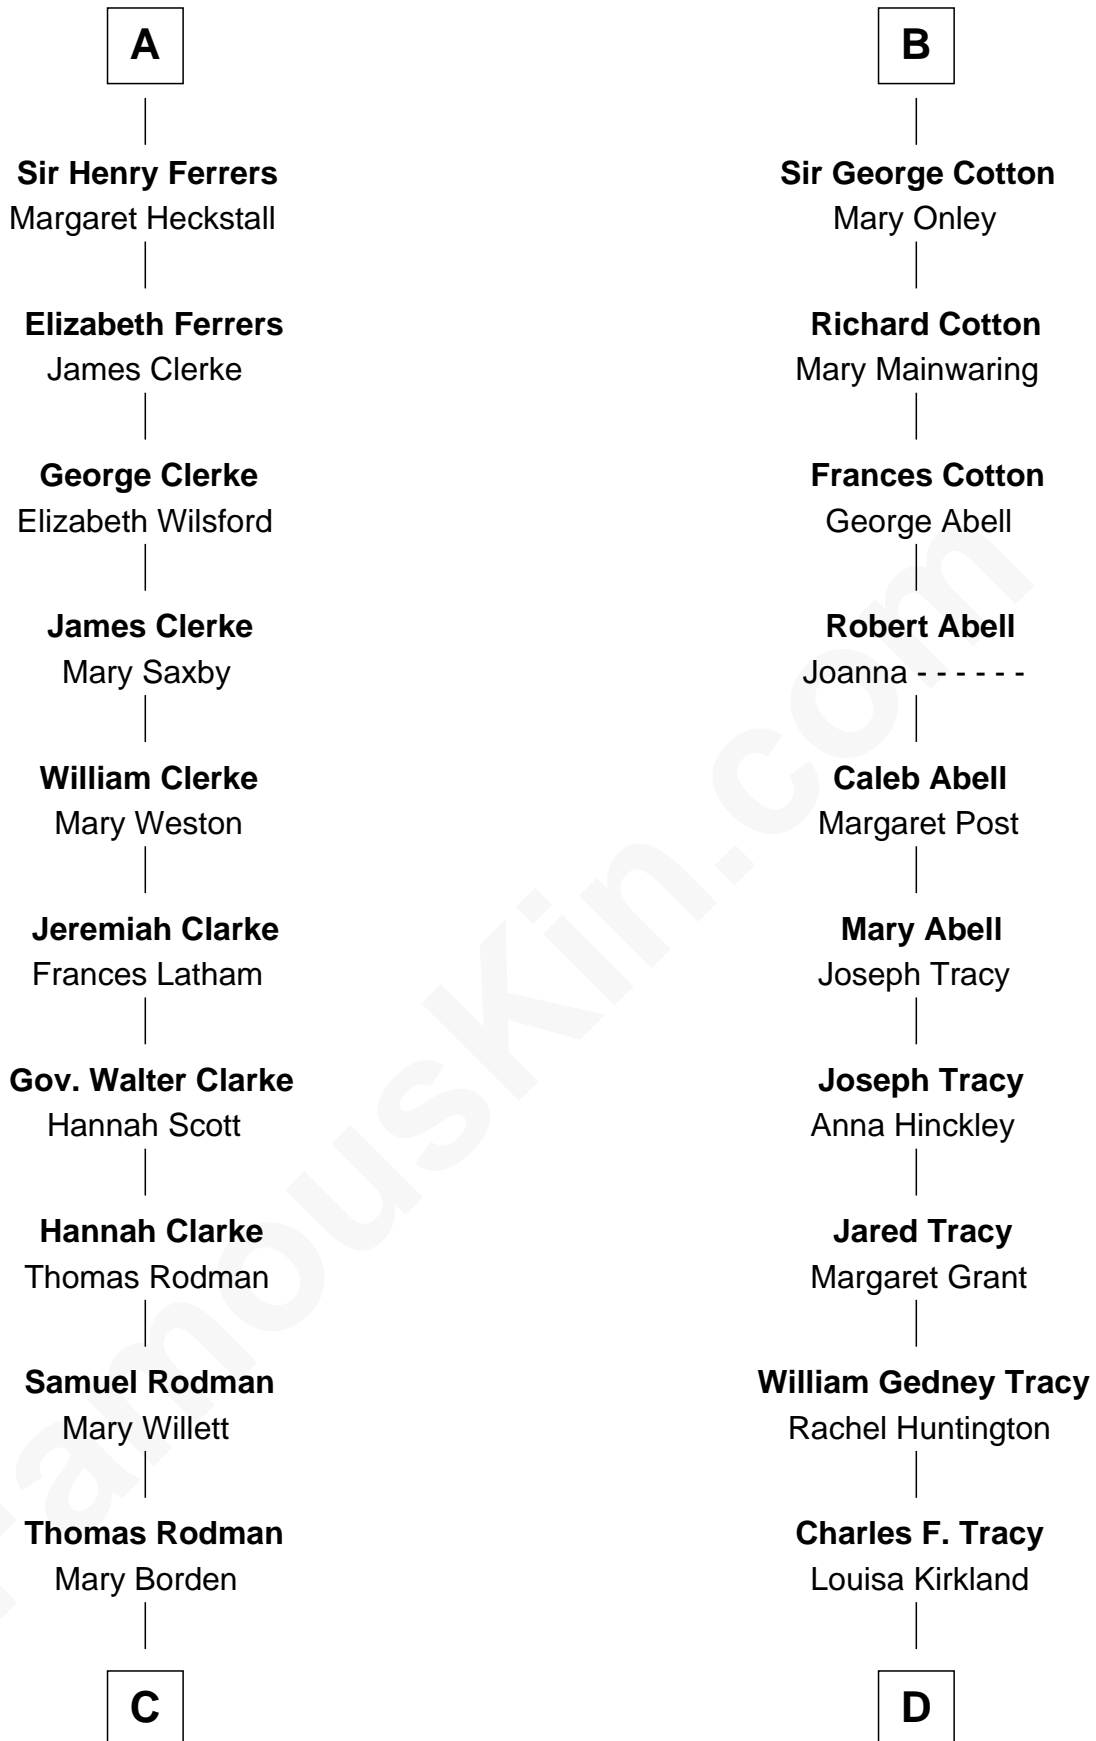 A
Sir Henry Ferrers
Margaret Heckstall
Elizabeth Ferrers
James Clerke
George Clerke
Elizabeth Wilsford
James Clerke
Mary Saxby
William Clerke
Mary Weston
Jeremiah Clarke
Frances Latham
Gov. Walter Clarke
Hannah Scott
Hannah Clarke
Thomas Rodman
Samuel Rodman
Mary Willett
Thomas Rodman
Mary Borden
C
B
Sir George Cotton
Mary Onley
Richard Cotton
Mary Mainwaring
Frances Cotton
George Abell
Robert Abell
Joanna - - - - - -
Caleb Abell
Margaret Post
Mary Abell
Joseph Tracy
Joseph Tracy
Anna Hinckley
Jared Tracy
Margaret Grant
William Gedney Tracy
Rachel Huntington
Charles F. Tracy
Louisa Kirkland
D
FamousKin.com